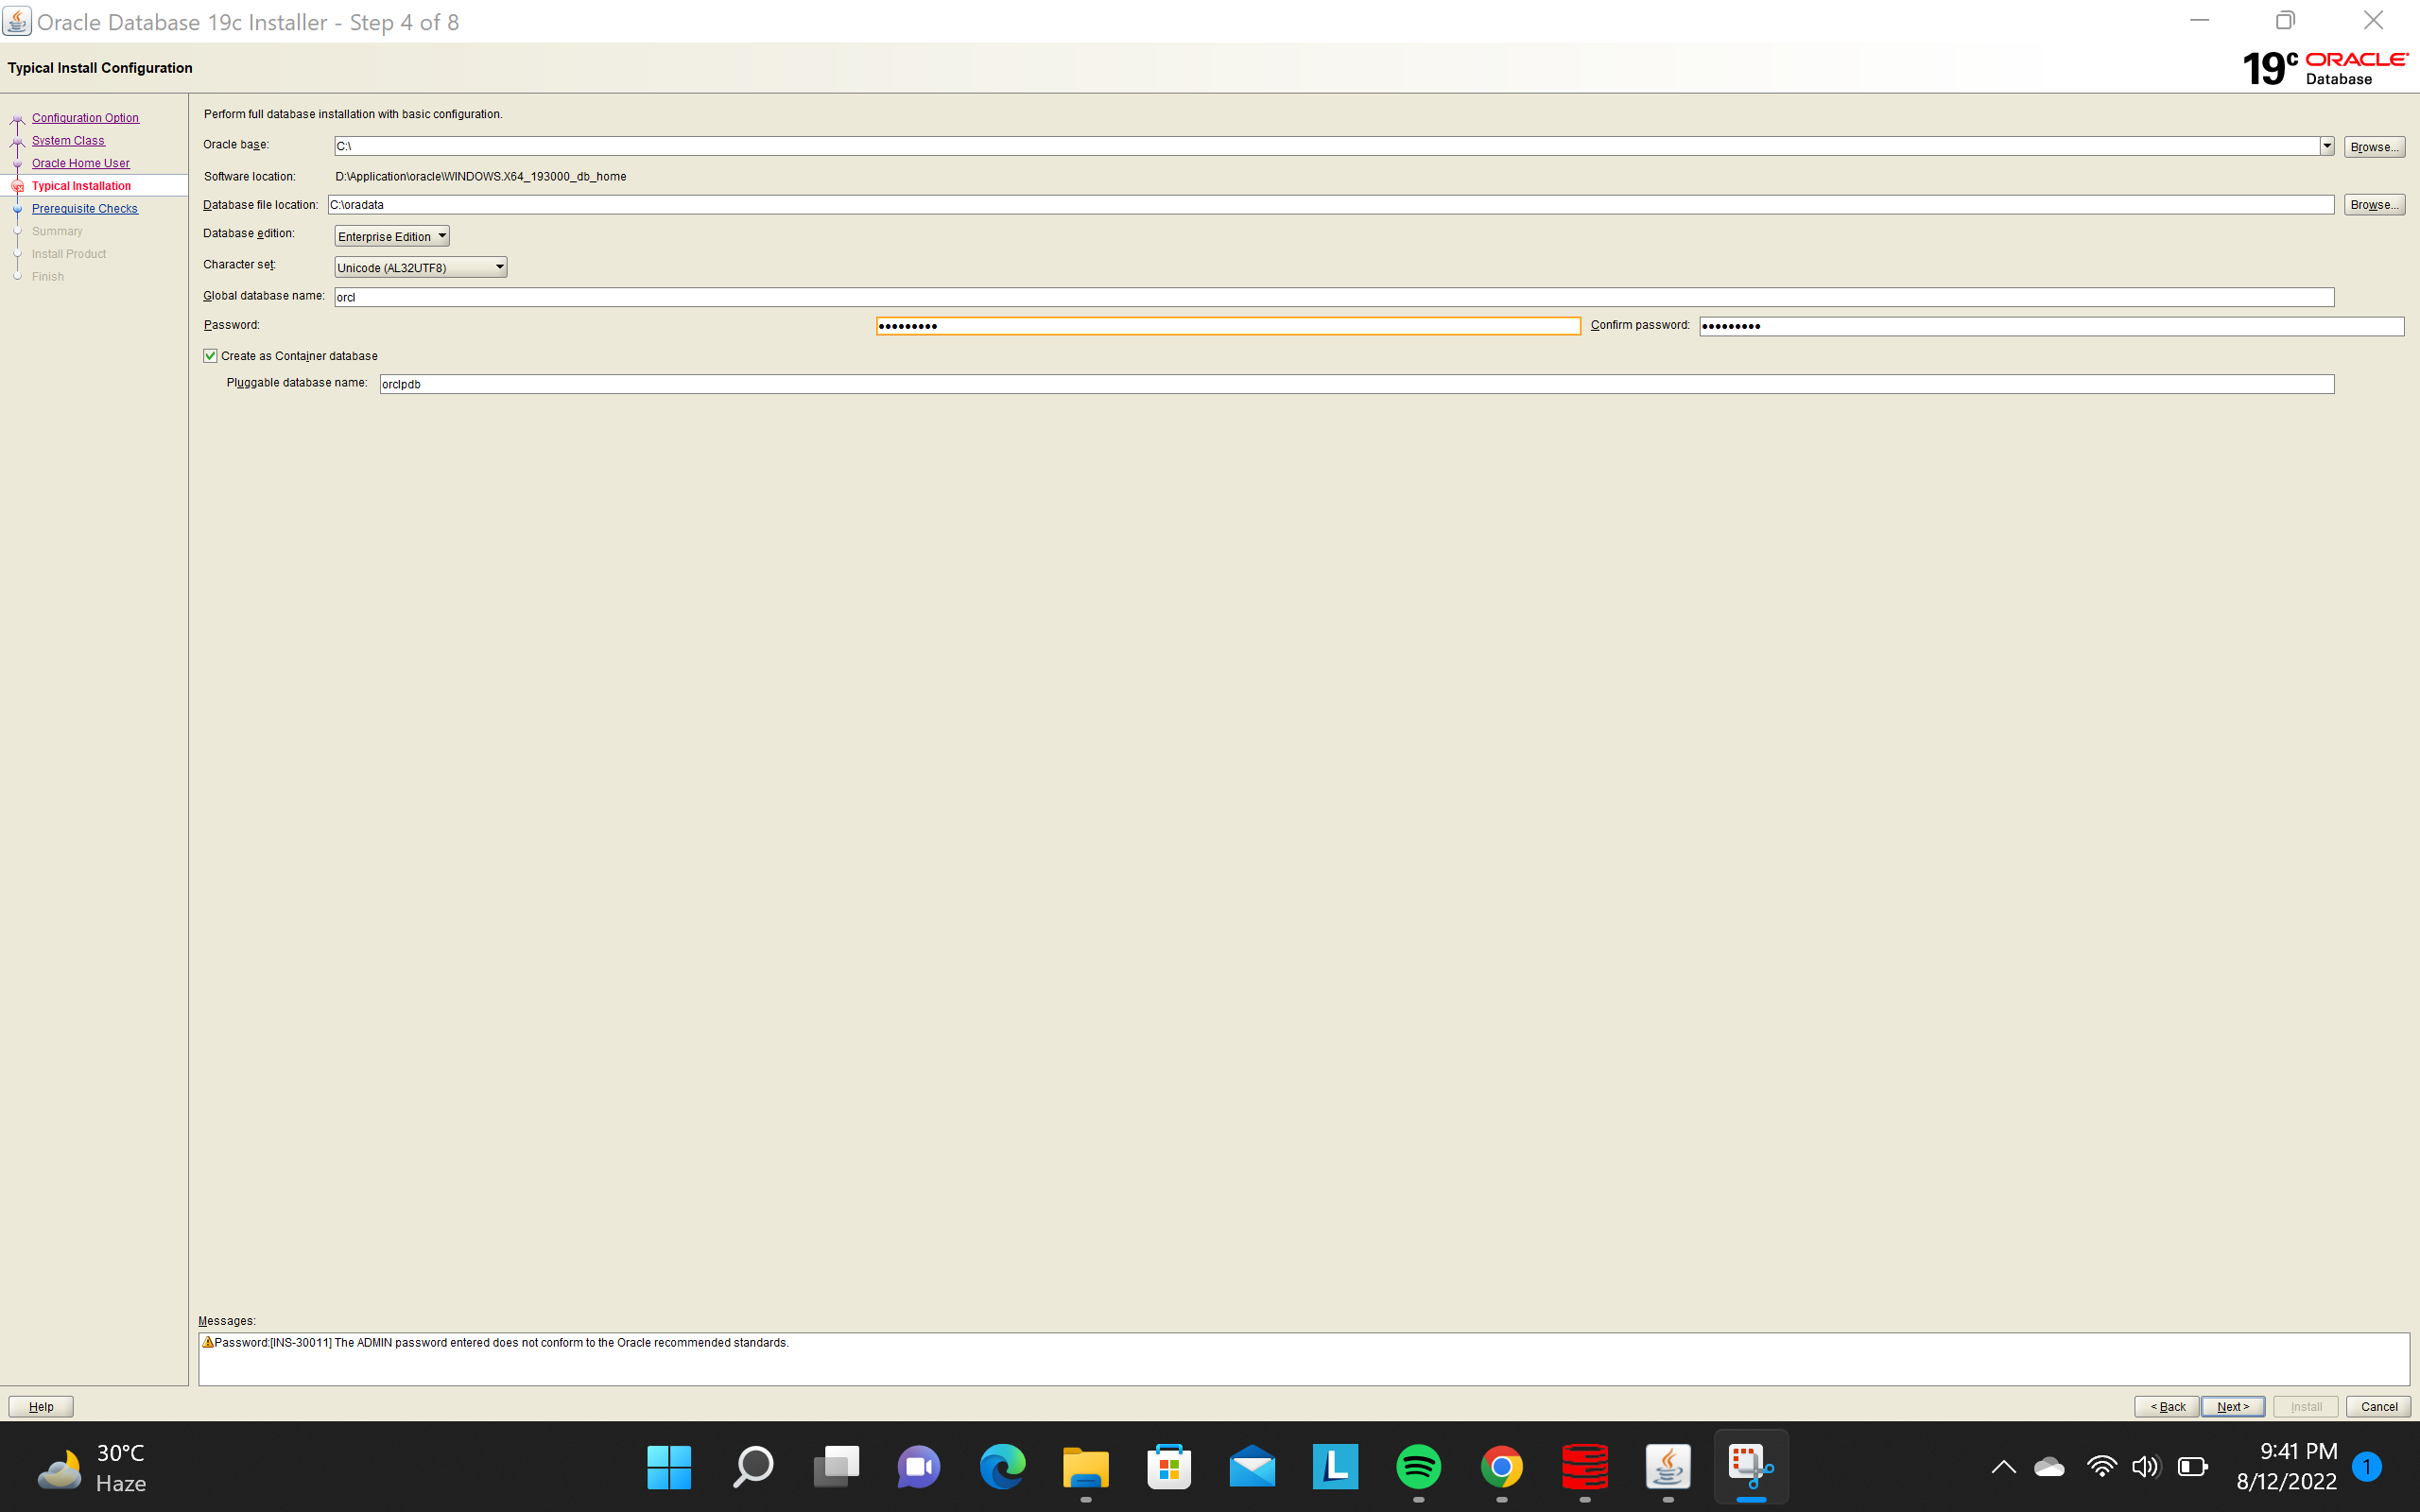 Oracle Database 19c Installer - Step 4 of 8
Typical Install Configuration
19c ORACLE
Database
Configuration Option
System Class
Oracle Home User
Typical Installation
Prerequisite Checks
Summary
Install Product
Finish
Perform full database installation with basic configuration.
Oracle base: C:\ Browse...
Software location: D:\Application\oracle\WINDOWS.X64_193000_db_home
Database file location: C:\oradata Browse...
Database edition: Enterprise Edition
Character set: Unicode (AL32UTF8)
Global database name: orcl
Password: ••••••••• Confirm password: •••••••••
Create as Container database
Pluggable database name: orclpdb
Messages:
Password:[INS-30011] The ADMIN password entered does not conform to the Oracle recommended standards.
Help < Back Next > Install Cancel
30°C
Haze
L
9:41 PM
8/12/2022
1